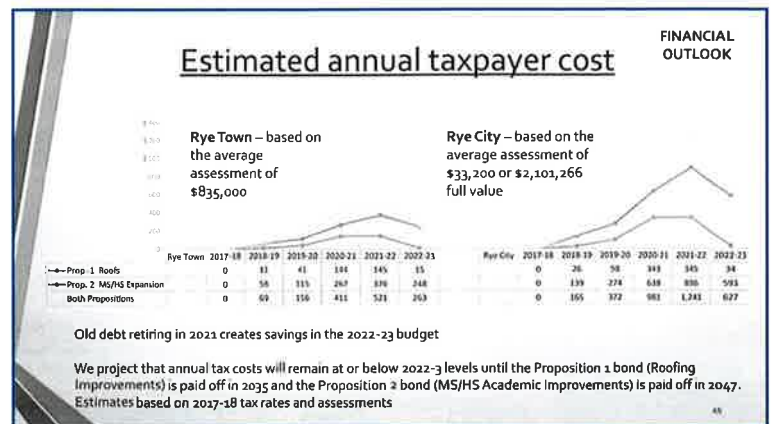 FINANCIAL
OUTLOOK
Estimated annual taxpayer cost
Rye Town – based on
the average
assessment of
$835,000
Rye City – based on the
average assessment of
$33,200 or $2,101,266
full value
Rye Town 2017-18 2018-19 2019-20 2020-21 2021-22 2022-23
Prop. 1 Roofs 0 11 41 144 145 15
Prop. 2 MS/HS Expansion 0 58 115 267 376 248
Both Propositions 0 69 156 411 521 263
Rye City 2017-18 2018-19 2019-20 2020-21 2021-22 2022-23
0 26 98 343 345 34
0 139 274 638 896 593
0 165 372 981 1,241 627
Old debt retiring in 2021 creates savings in the 2022-23 budget
We project that annual tax costs will remain at or below 2022-3 levels until the Proposition 1 bond (Roofing
Improvements) is paid off in 2035 and the Proposition 2 bond (MS/HS Academic Improvements) is paid off in 2047.
Estimates based on 2017-18 tax rates and assessments